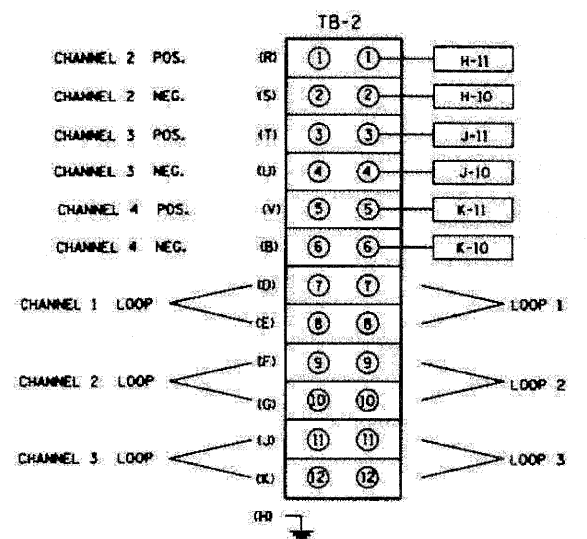 TB-2
CHANNEL 2 POS. (R) 1 1 H-11
CHANNEL 2 NEG. (S) 2 2 H-10
CHANNEL 3 POS. (T) 3 3 J-11
CHANNEL 3 NEG. (U) 4 4 J-10
CHANNEL 4 POS. (V) 5 5 K-11
CHANNEL 4 NEG. (B) 6 6 K-10
(D) 7 7
CHANNEL 1 LOOP LOOP 1
(E) 8 8
(F) 9 9
CHANNEL 2 LOOP LOOP 2
(G) 10 10
(J) 11 11
CHANNEL 3 LOOP LOOP 3
(K) 12 12
(H)